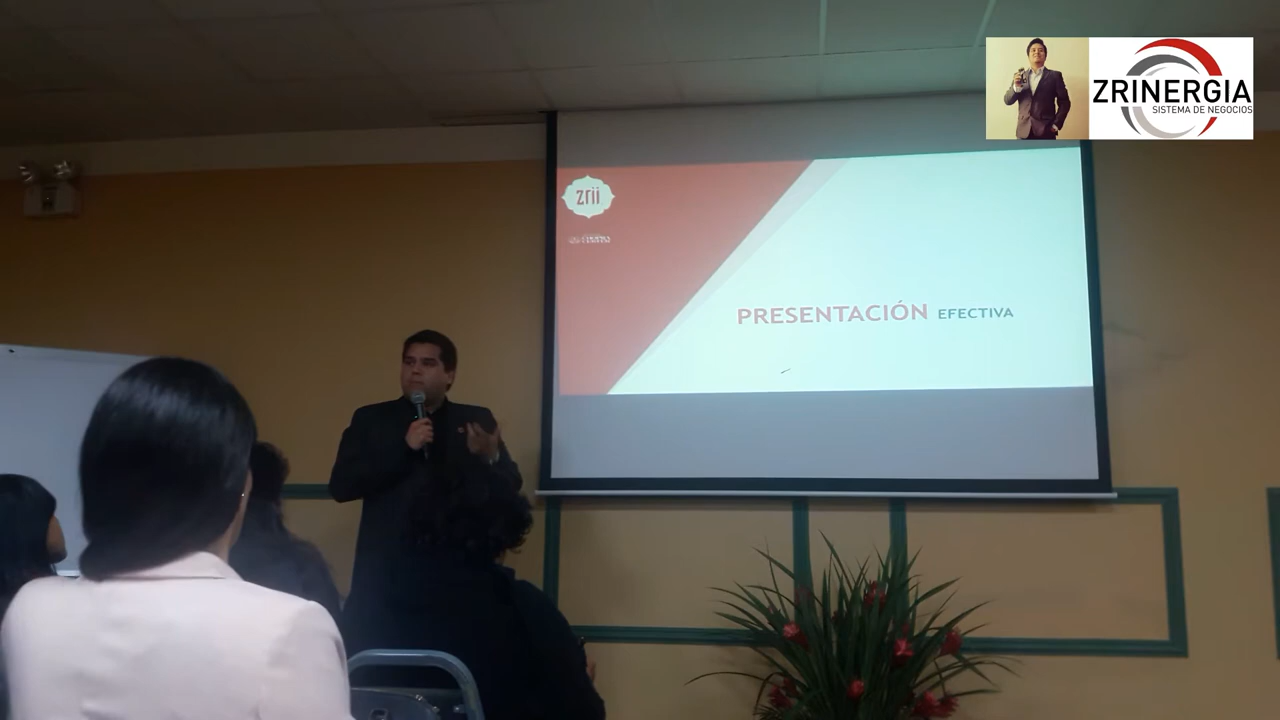 ZRINERGIA
SISTEMA DE NEGOCIOS
zrii
PRESENTACIÓN EFECTIVA